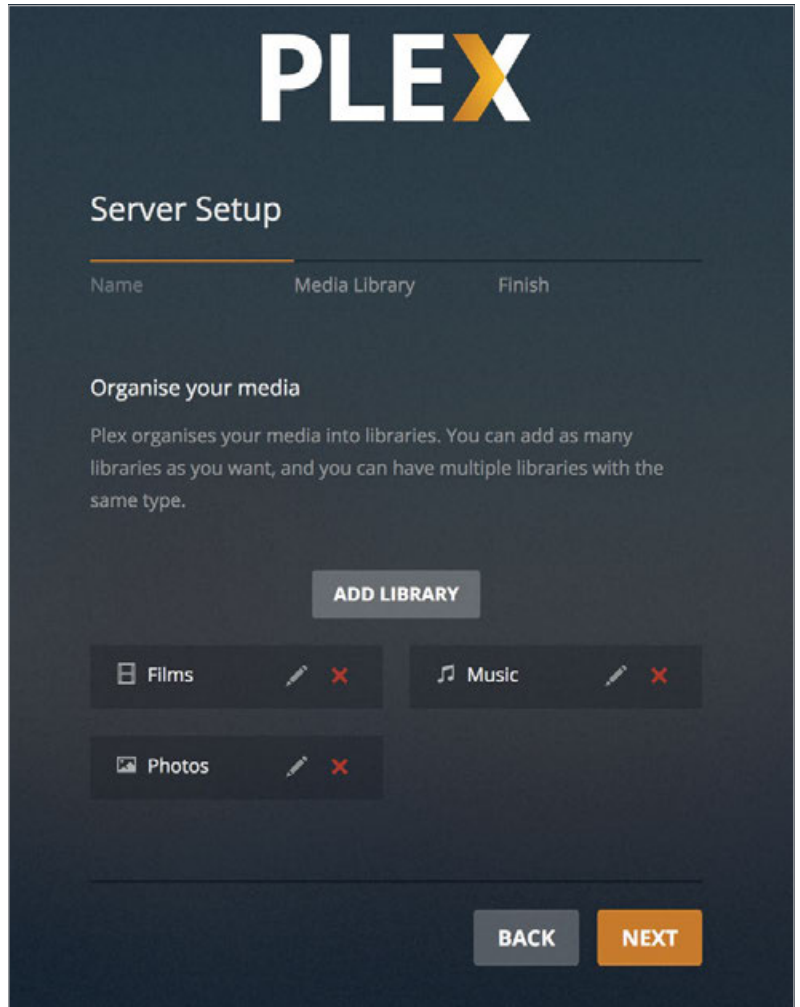 PLEX
Server Setup
Name Media Library Finish
Organise your media
Plex organises your media into libraries. You can add as many
libraries as you want, and you can have multiple libraries with the
same type.
ADD LIBRARY
Films Music
Photos
BACK NEXT